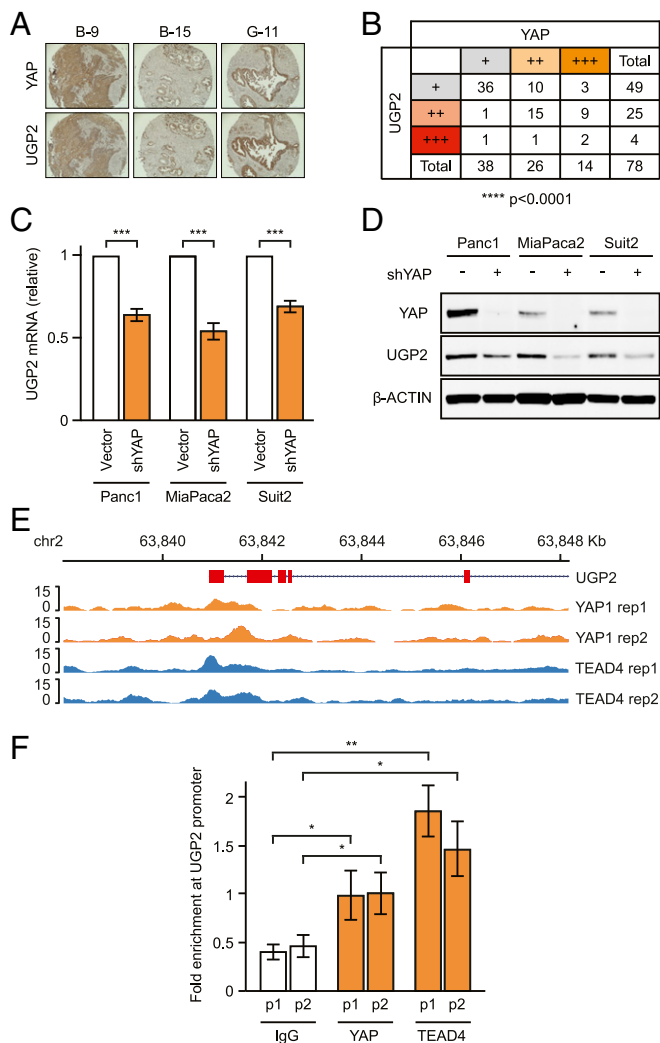 A
B-9 B-15 G-11
YAP
UGP2
B
YAP
UGP2
+ ++ +++ Total
+ 36 10 3 49
++ 1 15 9 25
+++ 1 1 2 4
Total 38 26 14 78
**** p<0.0001
C
*** *** ***
UGP2 mRNA (relative)
1
0.5
0
Vector shYAP Vector shYAP Vector shYAP
Panc1 MiaPaca2 Suit2
D
Panc1 MiaPaca2 Suit2
shYAP - + - + - +
YAP
UGP2
β-ACTIN
E
chr2 63,840 63,842 63,844 63,846 63,848 Kb
UGP2
15
0
YAP1 rep1
15
0
YAP1 rep2
15
0
TEAD4 rep1
15
0
TEAD4 rep2
F
**
*
*
*
Fold enrichment at UGP2 promoter
2
1.5
1
0.5
0
p1 p2 p1 p2 p1 p2
IgG YAP TEAD4